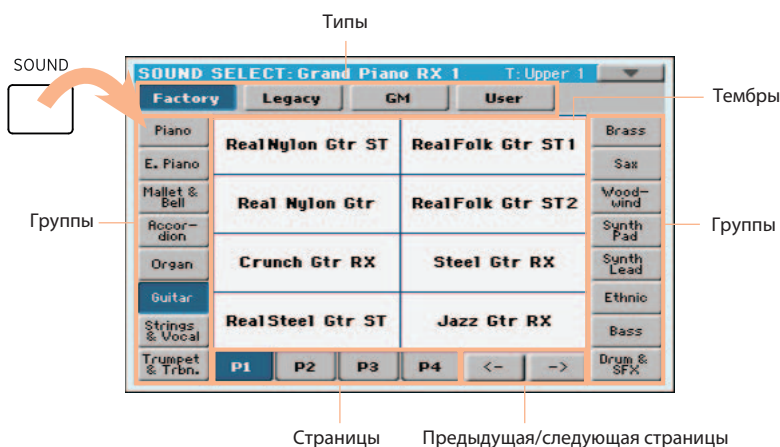 Типы
SOUND
SOUND SELECT: Grand Piano RX 1 T: Upper 1
Factory Legacy GM User
Тембры
Группы
Piano
E. Piano
Mallet &
Bell
Accor-
dion
Organ
Guitar
Strings
& Vocal
Trumpet
& Trbn.
RealNylon Gtr ST RealFolk Gtr ST1
Real Nylon Gtr RealFolk Gtr ST2
Crunch Gtr RX Steel Gtr RX
RealSteel Gtr ST Jazz Gtr RX
Brass
Sax
Wood-
wind
Synth
Pad
Synth
Lead
Ethnic
Bass
Drum &
SFX
Группы
P1 P2 P3 P4 <- ->
Страницы Предыдущая/следующая страницы